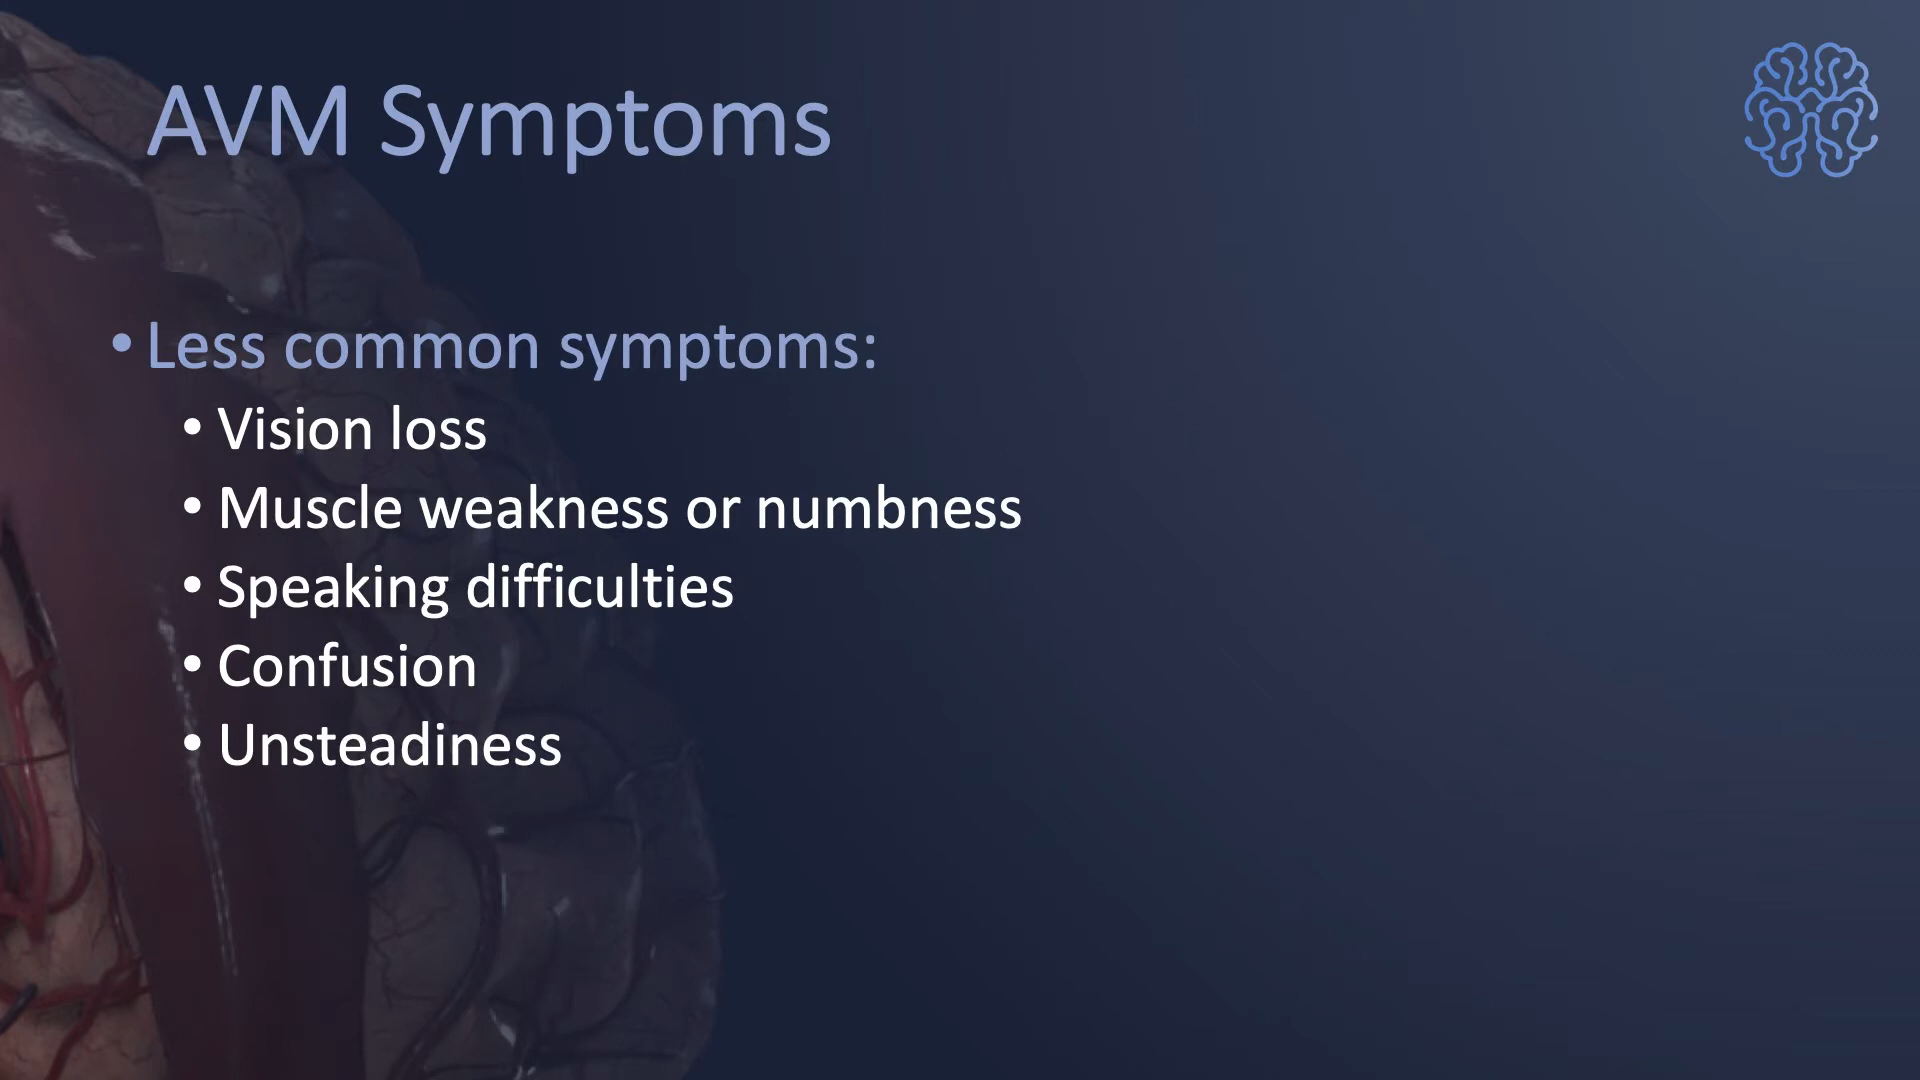 AVM Symptoms
• Less common symptoms:
• Vision loss
• Muscle weakness or numbness
• Speaking difficulties
• Confusion
• Unsteadiness